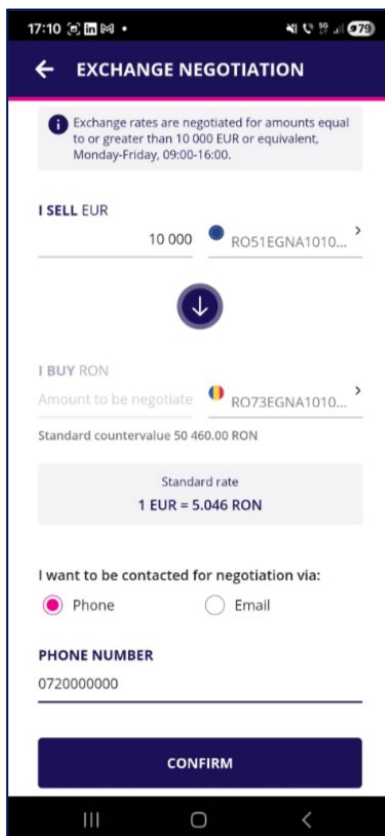 17:10
79
EXCHANGE NEGOTIATION
Exchange rates are negotiated for amounts equal
to or greater than 10 000 EUR or equivalent,
Monday-Friday, 09:00-16:00.
I SELL EUR
10 000 RO51EGNA1010...
I BUY RON
Amount to be negotiate RO73EGNA1010...
Standard countervalue 50 460.00 RON
Standard rate
1 EUR = 5.046 RON
I want to be contacted for negotiation via:
Phone Email
PHONE NUMBER
0720000000
CONFIRM